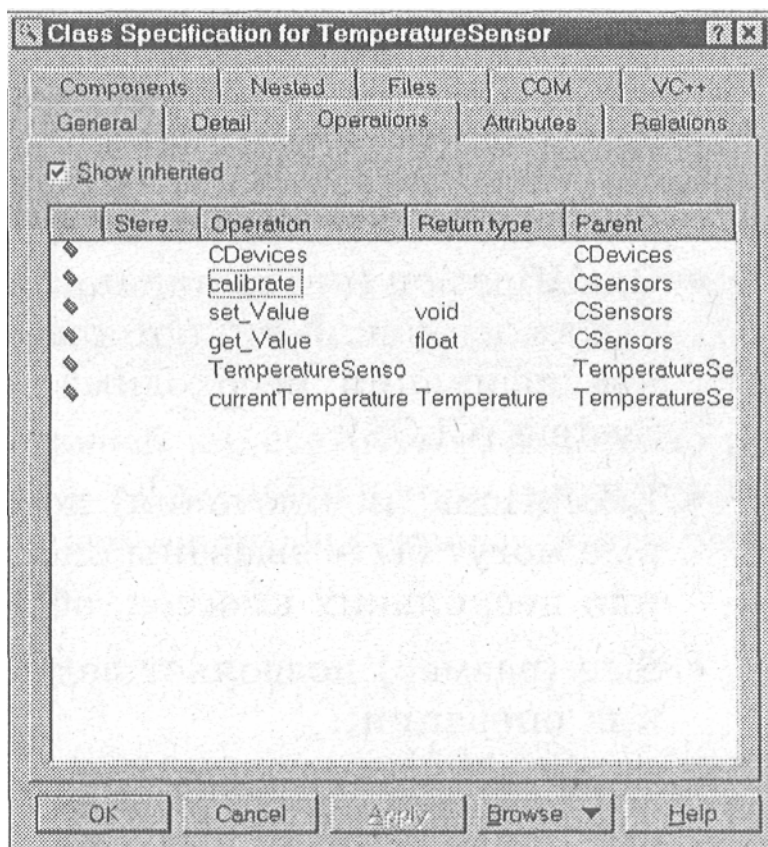 Class Specification for TemperatureSensor
Components Nested Files COM VC++
General Detail Operations Attributes Relations
Show inherited
Stere... Operation Return type Parent
CDevices CDevices
calibrate CSensors
set_Value void CSensors
get_Value float CSensors
TemperatureSenso TemperatureSe
currentTemperature Temperature TemperatureSe
OK Cancel Apply Browse Help